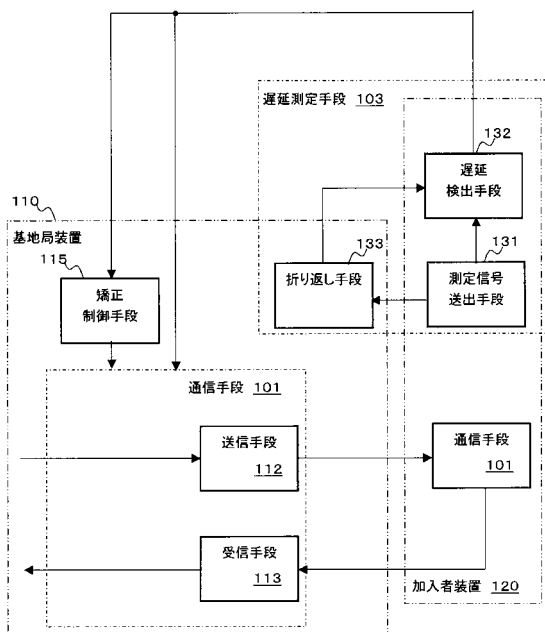 遅延測定手段 103
132
遅延
検出手段
110
基地局装置
133
131
115
折り返し手段
測定信号
送出手段
矯正
制御手段
通信手段 101
送信手段
112
通信手段
101
受信手段
113
加入者装置 120